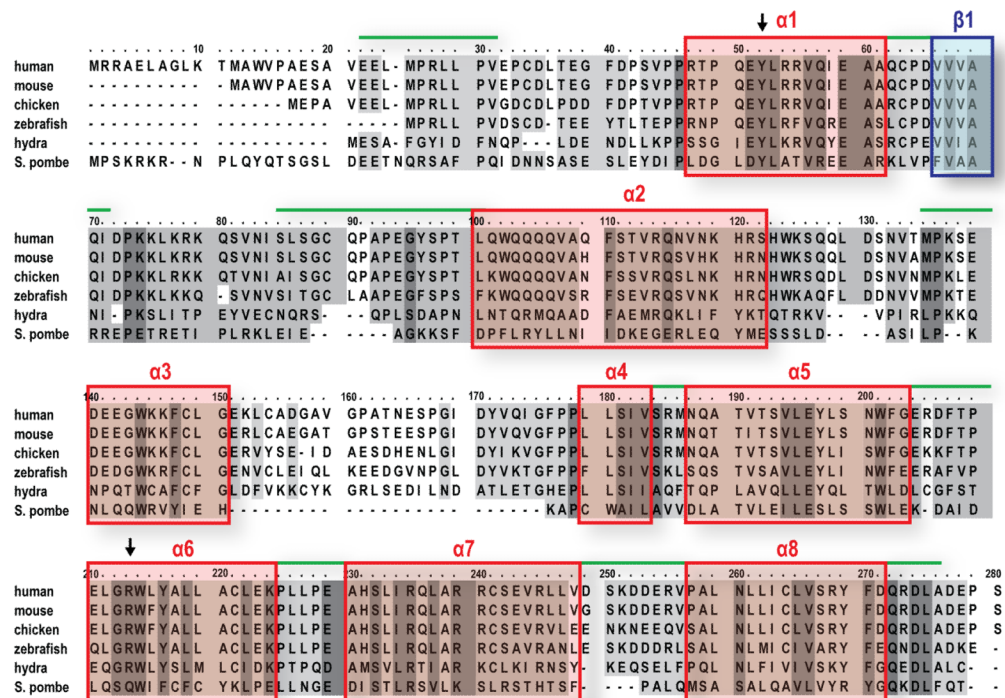 α1 β1
10 20 30 40 50 60
human MRRAELAGLK TMAWVPAESA VEEL-MPRLL PVEPCDLTEG FDPSVPPRTP QEYLRRVQIE AAQCPDVVVA
mouse ---------- -MAWVPAESA VEEL-MPRLL PVEPCDLTEG FDPSVPPRTP QEYLRRVQIE AAQCPDVVVA
chicken ---------- -----MEPA VEEL-MPRLL PVGDCDLPDD FDPTVPPRTP QEYLRRVQIE AAQCPDVVVA
zebrafish ---------- ---------- -----MPRLL PVDSCD-TEE YTLTEPPRNP QEYLRFVQRE ASLCPDVVVA
hydra ---------- ---------- MESA-FGYID FNQP---LDE NDLLKPPSSG IEYLKRVQYE ASRCPEVVIA
S. pombe MPSKRKR--N PLQYQTSGSL DEETNQRSAF PQIDNNSASE SLEYDIPLDG LDYLATVREE ARKLVPFVAA
α2
70 80 90 100 110 120 130
human QIDPKKLKRK QSVNISLSGC QPAPEGYSPT LQWQQQQVAQ FSTVRQNVNK HRSHWKSQQL DSNVTMPKSE
mouse QIDPKKLKRK QSVNISLSGC QPAPEGYSPT LQWQQQQVAH FSTVRQSVNK HRNHWKSQQL DSNVAMPKSE
chicken QIDPKKLRKK QTVNIAISGC QPAPEGYSPT LKWQQQQVAN FSSVRQSLNK HRNHWRSQDL DSNVIMPKLE
zebrafish QIDPKKLKKQ -SVNVSITGC LAAPEGFSPS FKWQQQQVSR FSEVRQSVNK HRCHWKAQFL DDNVVMPKTE
hydra NI-PKSLITP EYVECNQRS- -QPLSDAPEN LNTQRMQAAD FAEMRQKLIF YKTQTRKV-- -VPIRLPKKQ
S. pombe RREPETRETI PLRKLEIE-- ---AGKKSF DPFLRYLLNI IDKEGERLEQ YMESSSLD-- --ASILP--K
α3 α4 α5
140 150 160 170 180 190 200
human DEEGWKKFCL GEKLCADGAV GPATNESPGI DYVQIGFPPL LSIVSRMNQA TVTSVLEYLS NWFGERDFTP
mouse DEEGWKKFCL GERLCAEGAT GPSTEESPGI DYVQVGFPPL LSIVSRMNQT TITSVLEYLS NWFGERDFTP
chicken DEEGWKKFCL GERVYSE-ID AESDHENLGI DYIKVGFPPL LSIVSRMNQA TVTSVLEYLS NWFGEKKFTP
zebrafish DEDGWKRFCL GENVCLEIQL KEEDGVNPGL DYVKTGFPPF LSIVSKLSQS TVSAVLEYLI NWFEERAFVP
hydra NPQTWCAFCF GLDFVKKCYK GRLSEDILND ATLETGHEPL LSIIAQFTQP LAVQLLEYQL TWLDLCGFST
S. pombe NLQQWRVYIE H--------- ---------- -----KAPC WAILAVVDLA TVLEILESLS SWLEK-DAID
α6 α7 α8
210 220 230 240 250 260 270 280
human ELGRWLYALL ACLEKPLLPE AHSLIRQLAR RCSEVRLLVD SKDDERVPAL NLLICLVSRY FDQRDLADEP S
mouse ELGRWLYALL ACLEKPLLPE AHSLIRQLAR RCSEVRLLVG SKDDERVPAL NLLICLVSRY FDQRDLADEP S
chicken ELGRWFYALL ACLEKPLLPE AHSLIRQLAR RCSEVRVLEE NKNEEQVSAL NLLICLVSRY FDQRDLADEP S
zebrafish QLGRWLYALL ACLEKPLLPE AHSLIRQLAR RCSAVRANLE SKDDDRLSAL NLMICIVARY FDQNDLADKE -
hydra EQGRWLYSLM LCIDKPTPQD AMSVLRTIAR KCLKIRNSY- KEQSELFPQL NLFIVIVSKY FGQEDLALC- -
S. pombe LQSQWIFCFC YKLPELLNGE DISTLRSVLK SLRSTHTSF- ---PALQMSA SALQAVLVYR YGQKDLFQT- -